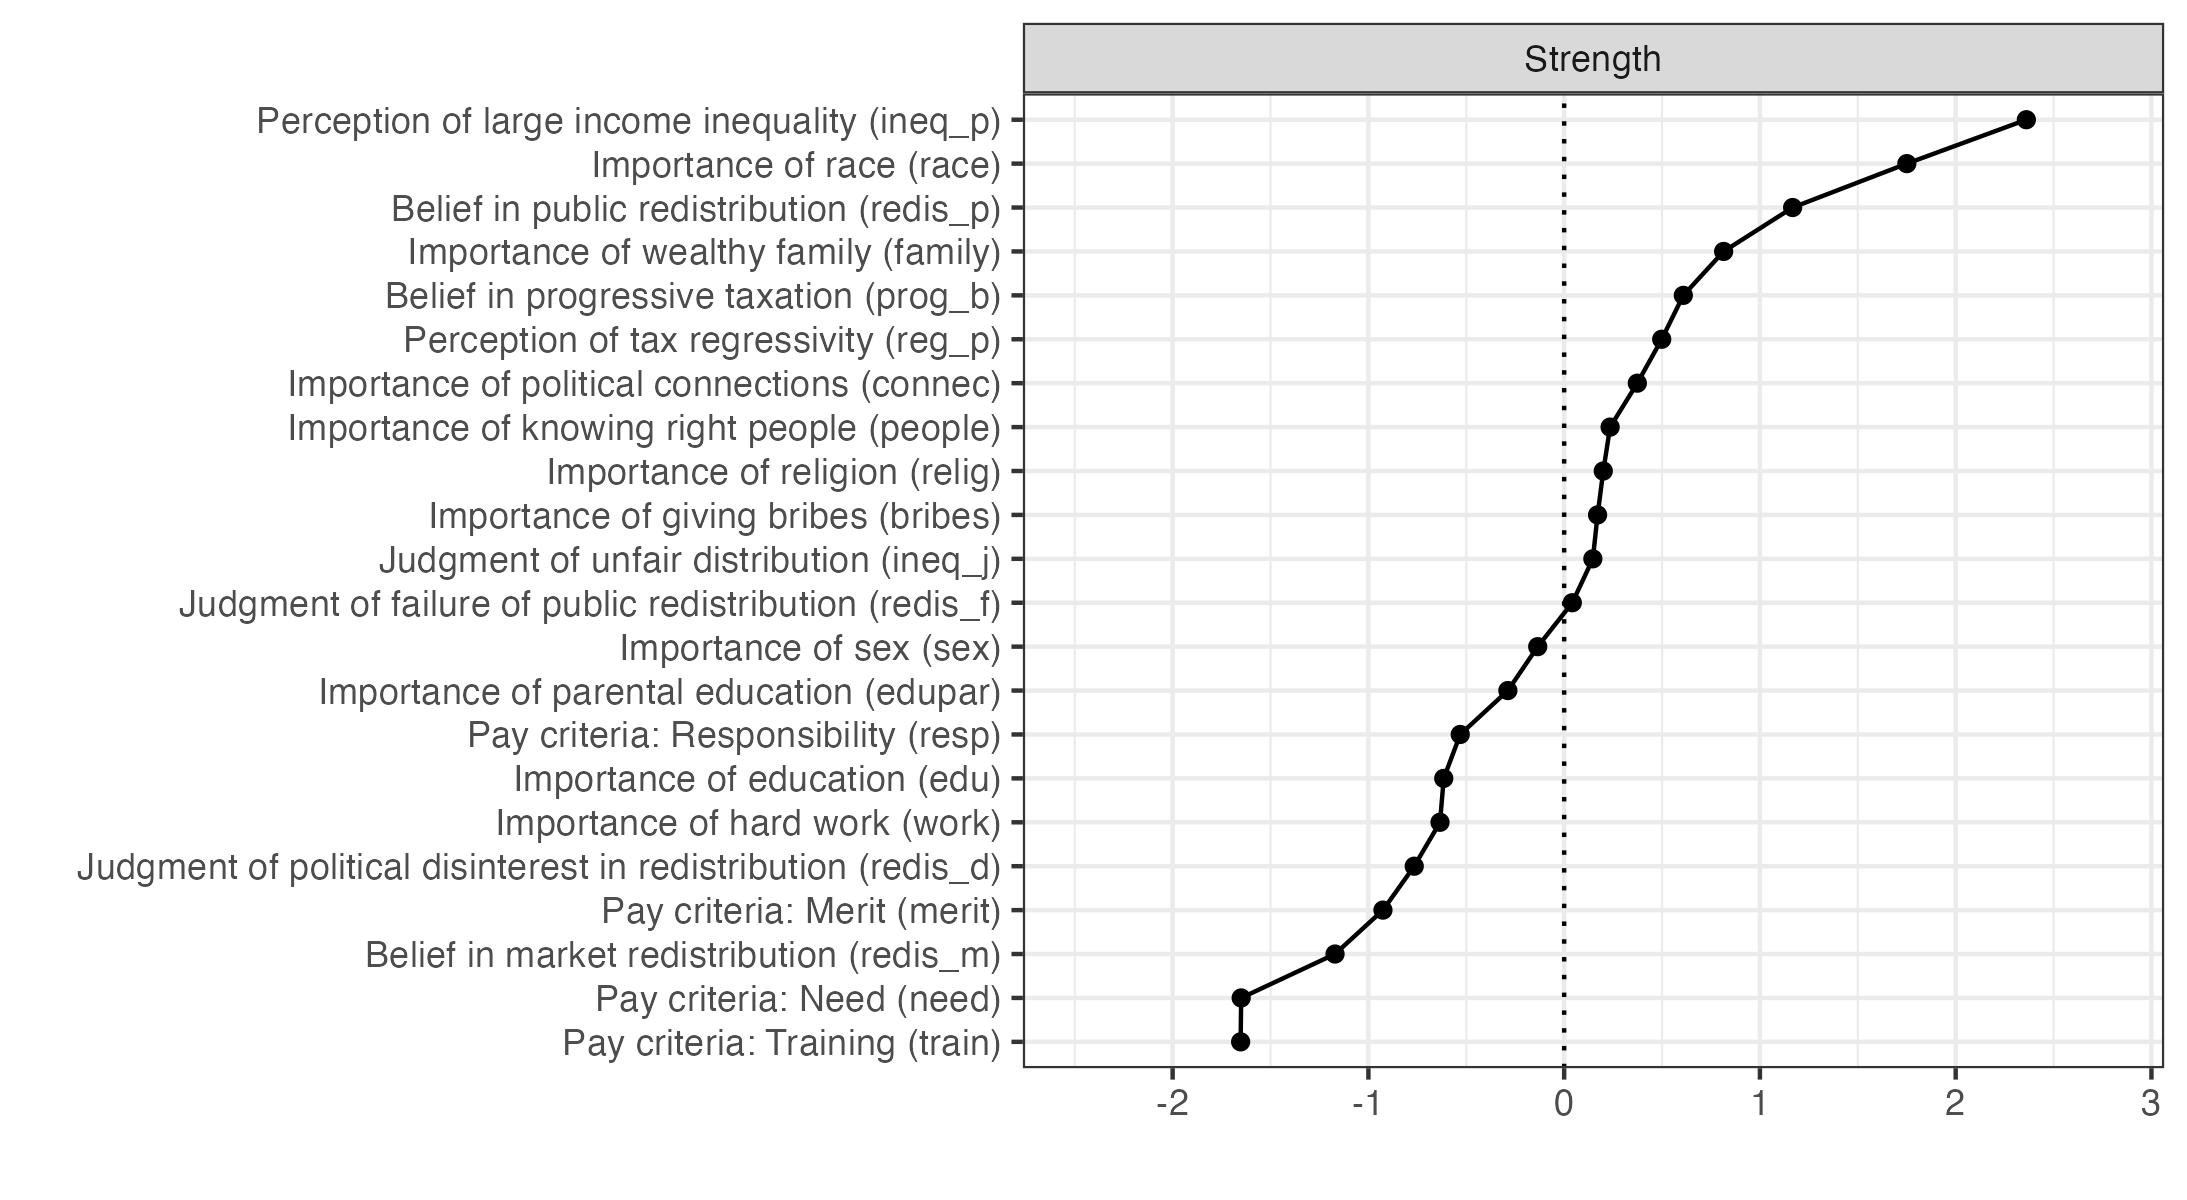 Strength
Perception of large income inequality (ineq_p)
Importance of race (race)
Belief in public redistribution (redis_p)
Importance of wealthy family (family)
Belief in progressive taxation (prog_b)
Perception of tax regressivity (reg_p)
Importance of political connections (connec)
Importance of knowing right people (people)
Importance of religion (relig)
Importance of giving bribes (bribes)
Judgment of unfair distribution (ineq_j)
Judgment of failure of public redistribution (redis_f)
Importance of sex (sex)
Importance of parental education (edupar)
Pay criteria: Responsibility (resp)
Importance of education (edu)
Importance of hard work (work)
Judgment of political disinterest in redistribution (redis_d)
Pay criteria: Merit (merit)
Belief in market redistribution (redis_m)
Pay criteria: Need (need)
Pay criteria: Training (train)
-2 -1 0 1 2 3